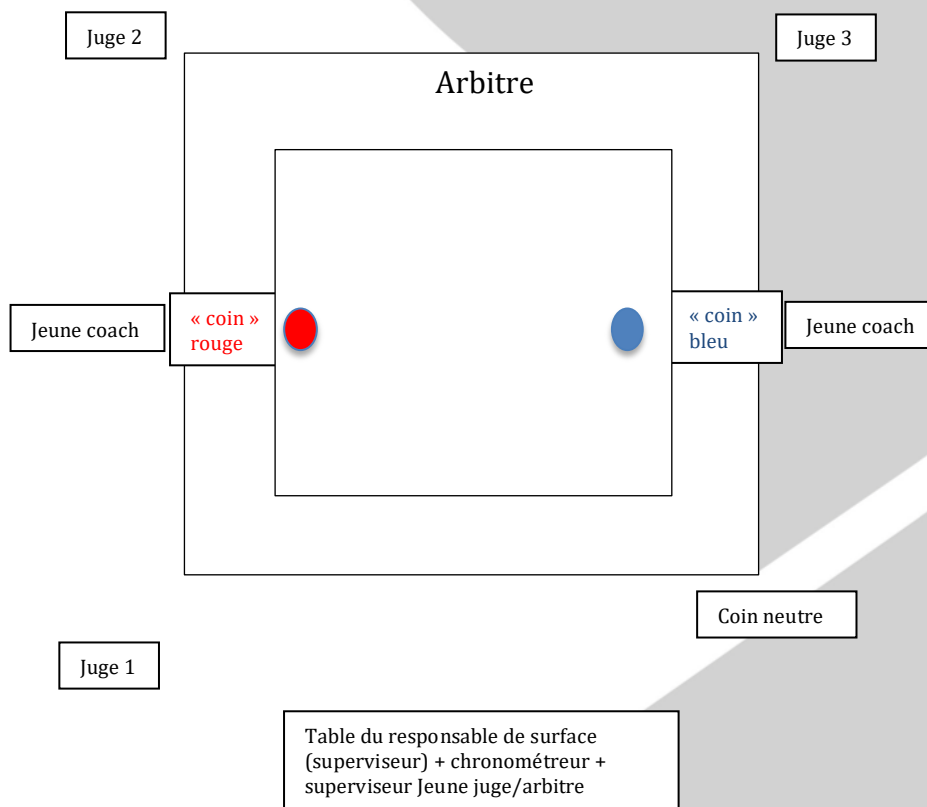 Juge 2
Juge 3
Arbitre
Jeune coach
« coin »
rouge
« coin »
bleu
Jeune coach
Coin neutre
Juge 1
Table du responsable de surface
(superviseur) + chronométreur +
superviseur Jeune juge/arbitre